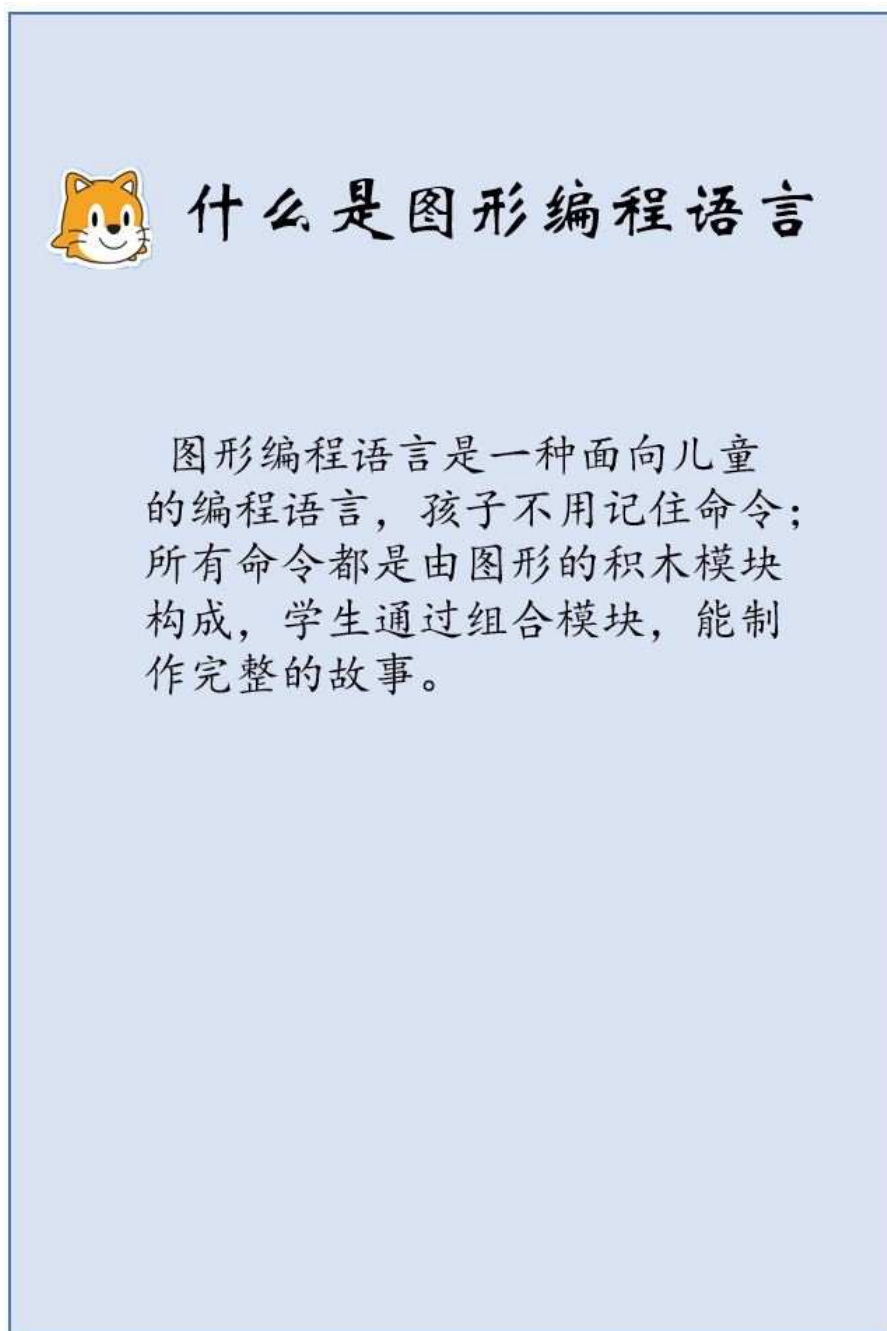 什么是图形编程语言
图形编程语言是一种面向儿童
的编程语言，孩子不用记住命令；
所有命令都是由图形的积木模块
构成，学生通过组合模块，能制
作完整的故事。